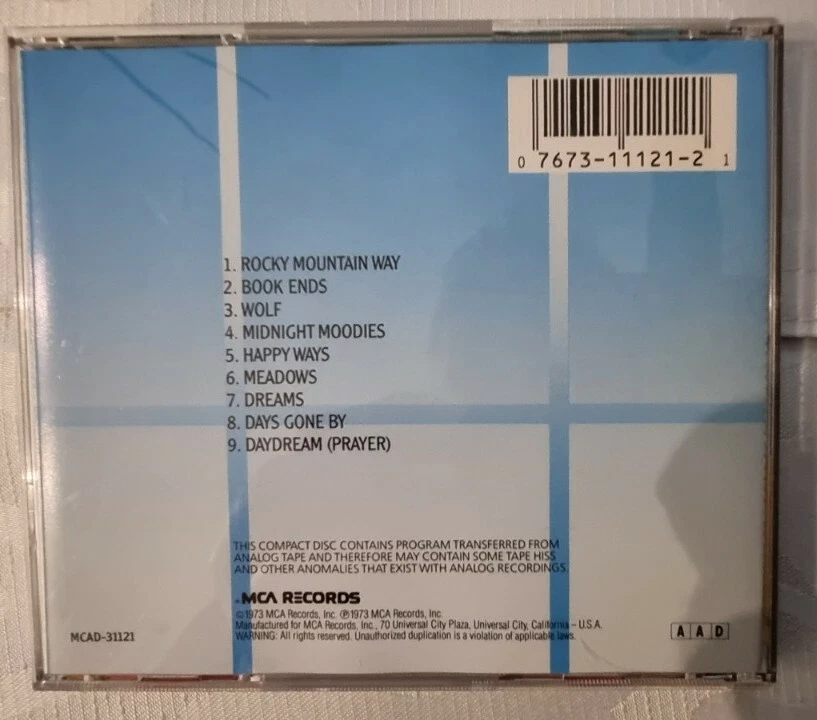 0 7673-11121-2 1
1. ROCKY MOUNTAIN WAY
2. BOOK ENDS
3. WOLF
4. MIDNIGHT MOODIES
5. HAPPY WAYS
6. MEADOWS
7. DREAMS
8. DAYS GONE BY
9. DAYDREAM (PRAYER)
THIS COMPACT DISC CONTAINS PROGRAM TRANSFERRED FROM
ANALOG TAPE AND THEREFORE MAY CONTAIN SOME TAPE HISS
AND OTHER ANOMALIES THAT EXIST WITH ANALOG RECORDINGS.
MCA RECORDS
©1973 MCA Records, Inc. ℗1973 MCA Records, Inc.
Manufactured for MCA Records, Inc., 70 Universal City Plaza, Universal City, California – U.S.A.
WARNING: All rights reserved. Unauthorized duplication is a violation of applicable laws.
MCAD-31121
A A D